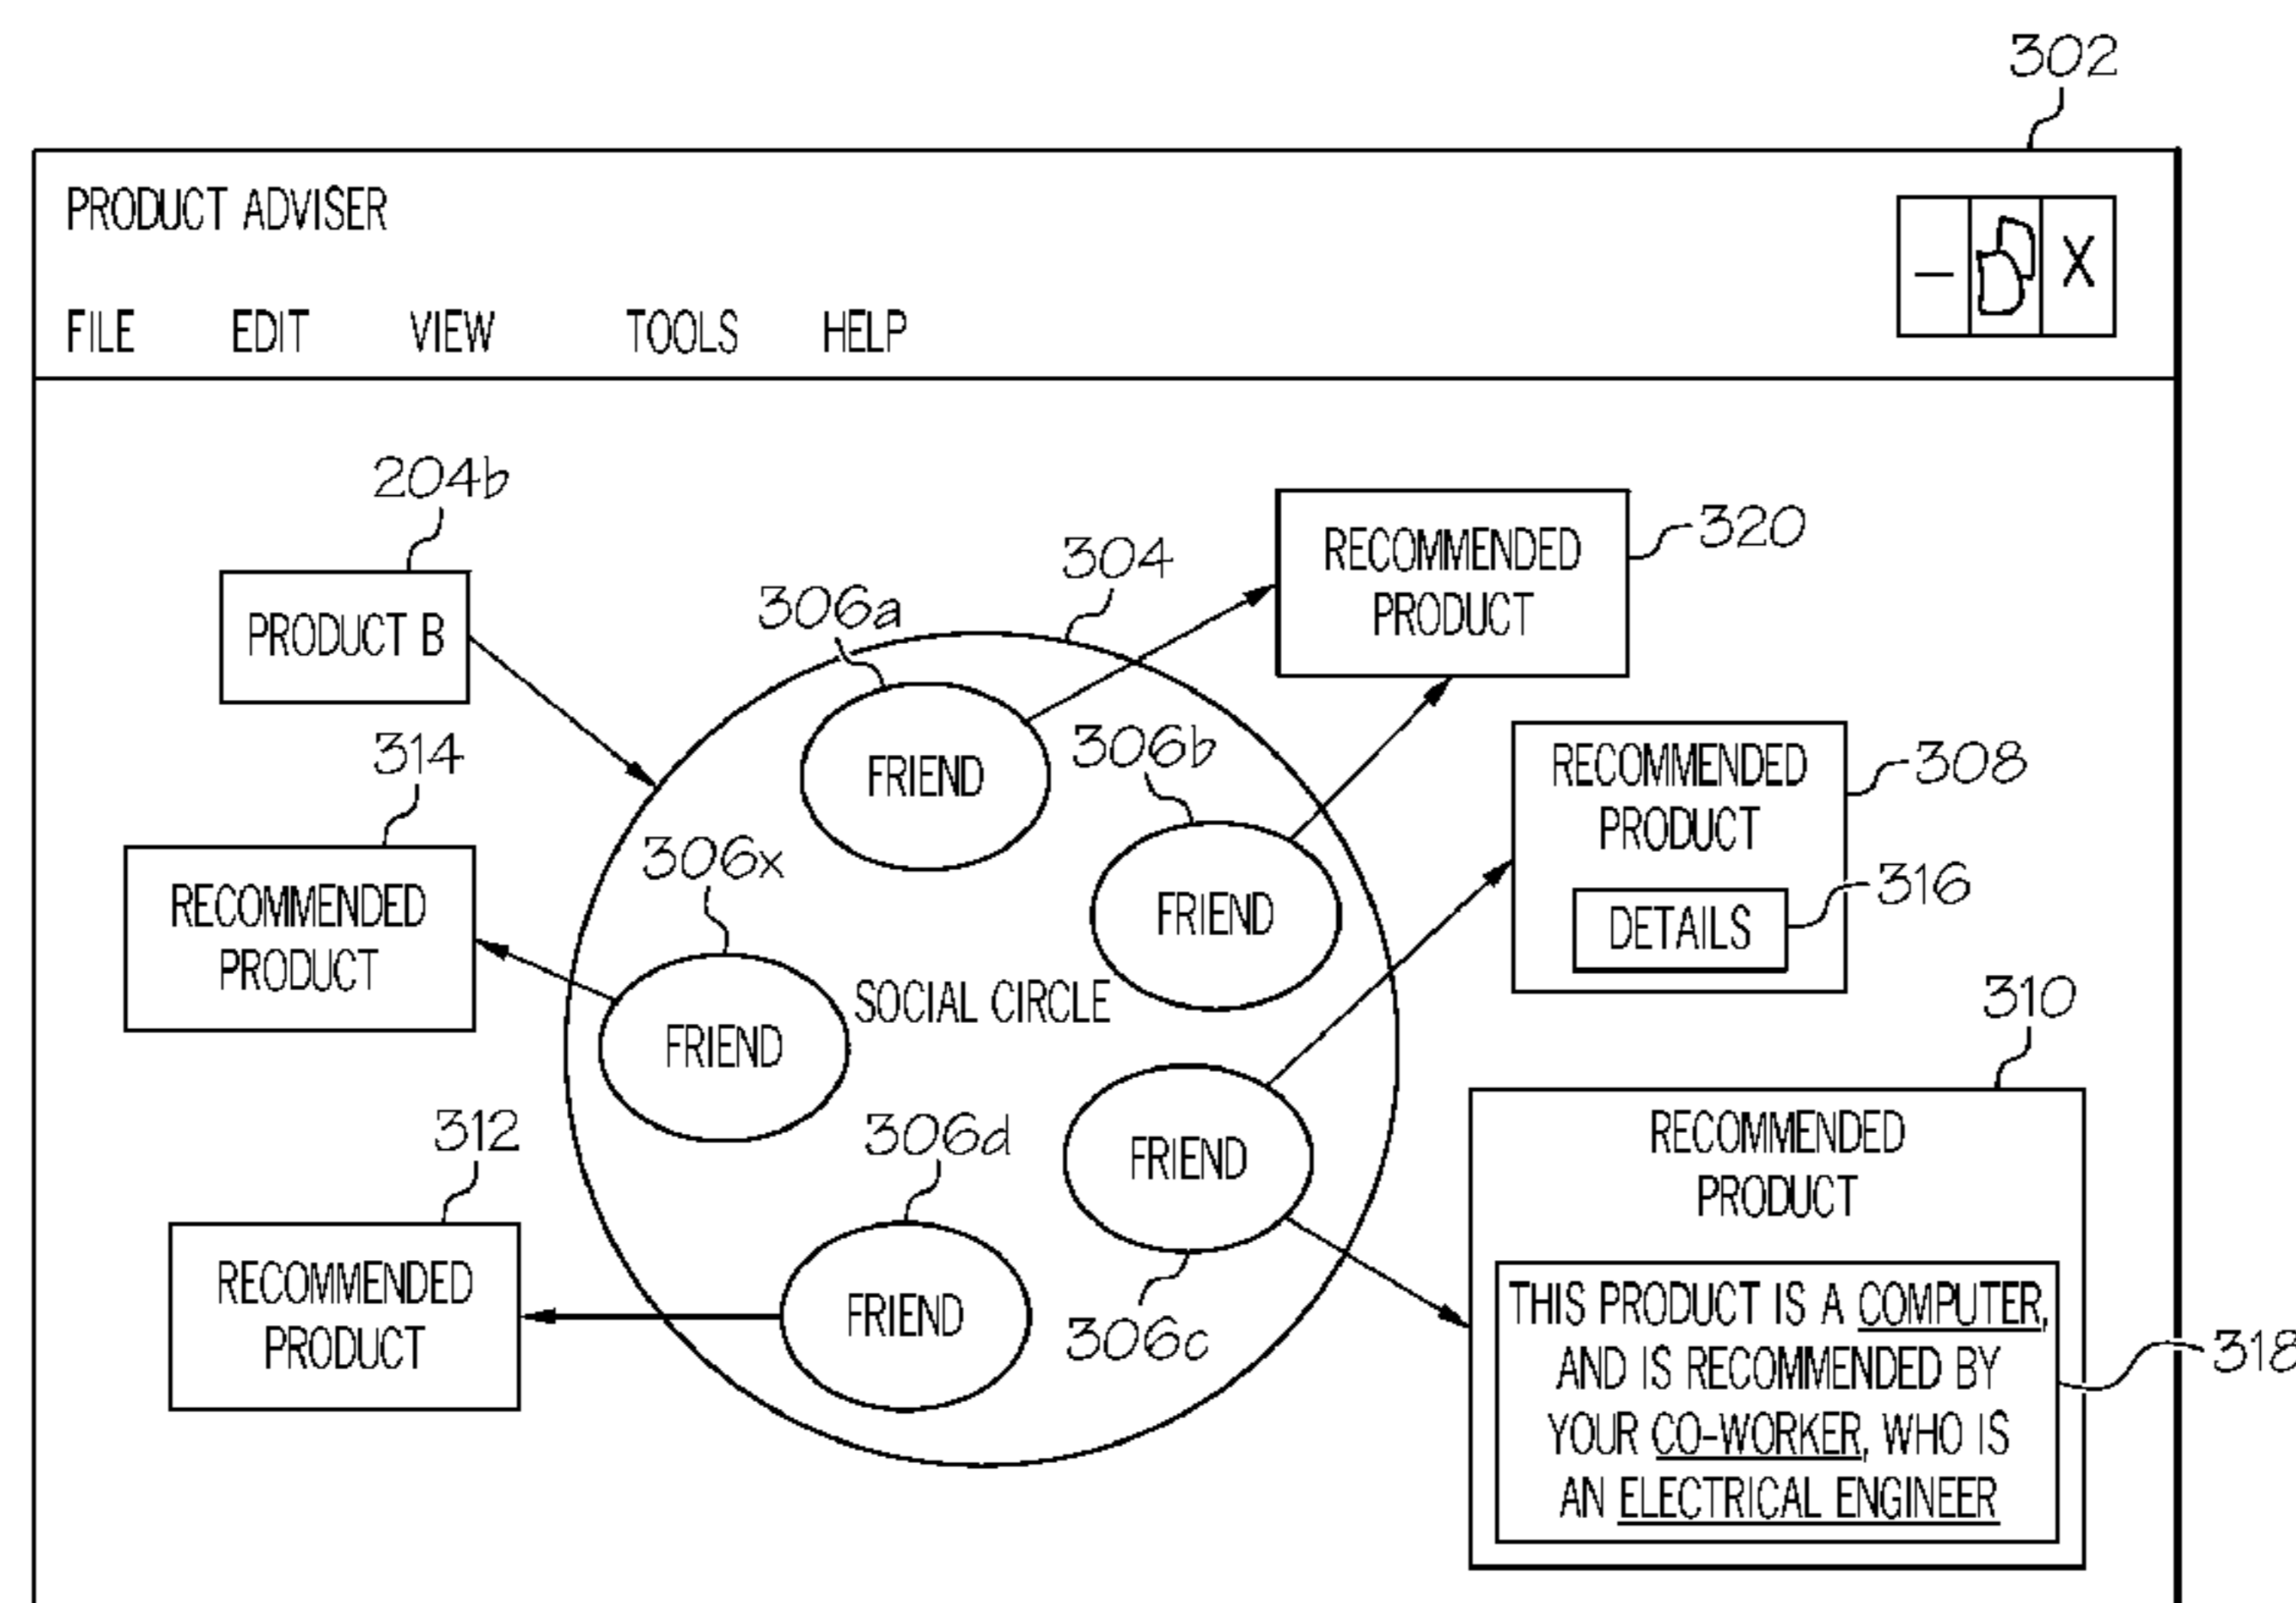 302
PRODUCT ADVISER
— X
FILE EDIT VIEW TOOLS HELP
204b
PRODUCT B
320
RECOMMENDED
PRODUCT
304
306a
FRIEND
306b
FRIEND
314
RECOMMENDED
PRODUCT
308
RECOMMENDED
PRODUCT
316
DETAILS
306x
FRIEND
SOCIAL CIRCLE
310
RECOMMENDED
PRODUCT
THIS PRODUCT IS A COMPUTER,
AND IS RECOMMENDED BY
YOUR CO-WORKER, WHO IS
AN ELECTRICAL ENGINEER
318
312
RECOMMENDED
PRODUCT
306d
FRIEND
FRIEND
306c